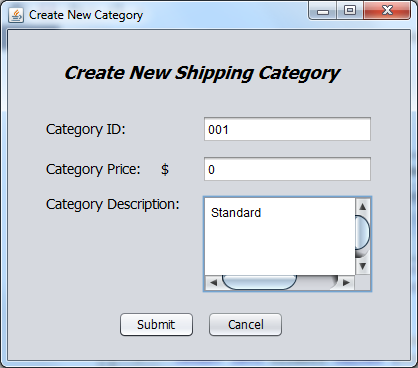 Create New Category
Create New Shipping Category
Category ID: 001
Category Price: $ 0
Category Description: Standard
Submit Cancel